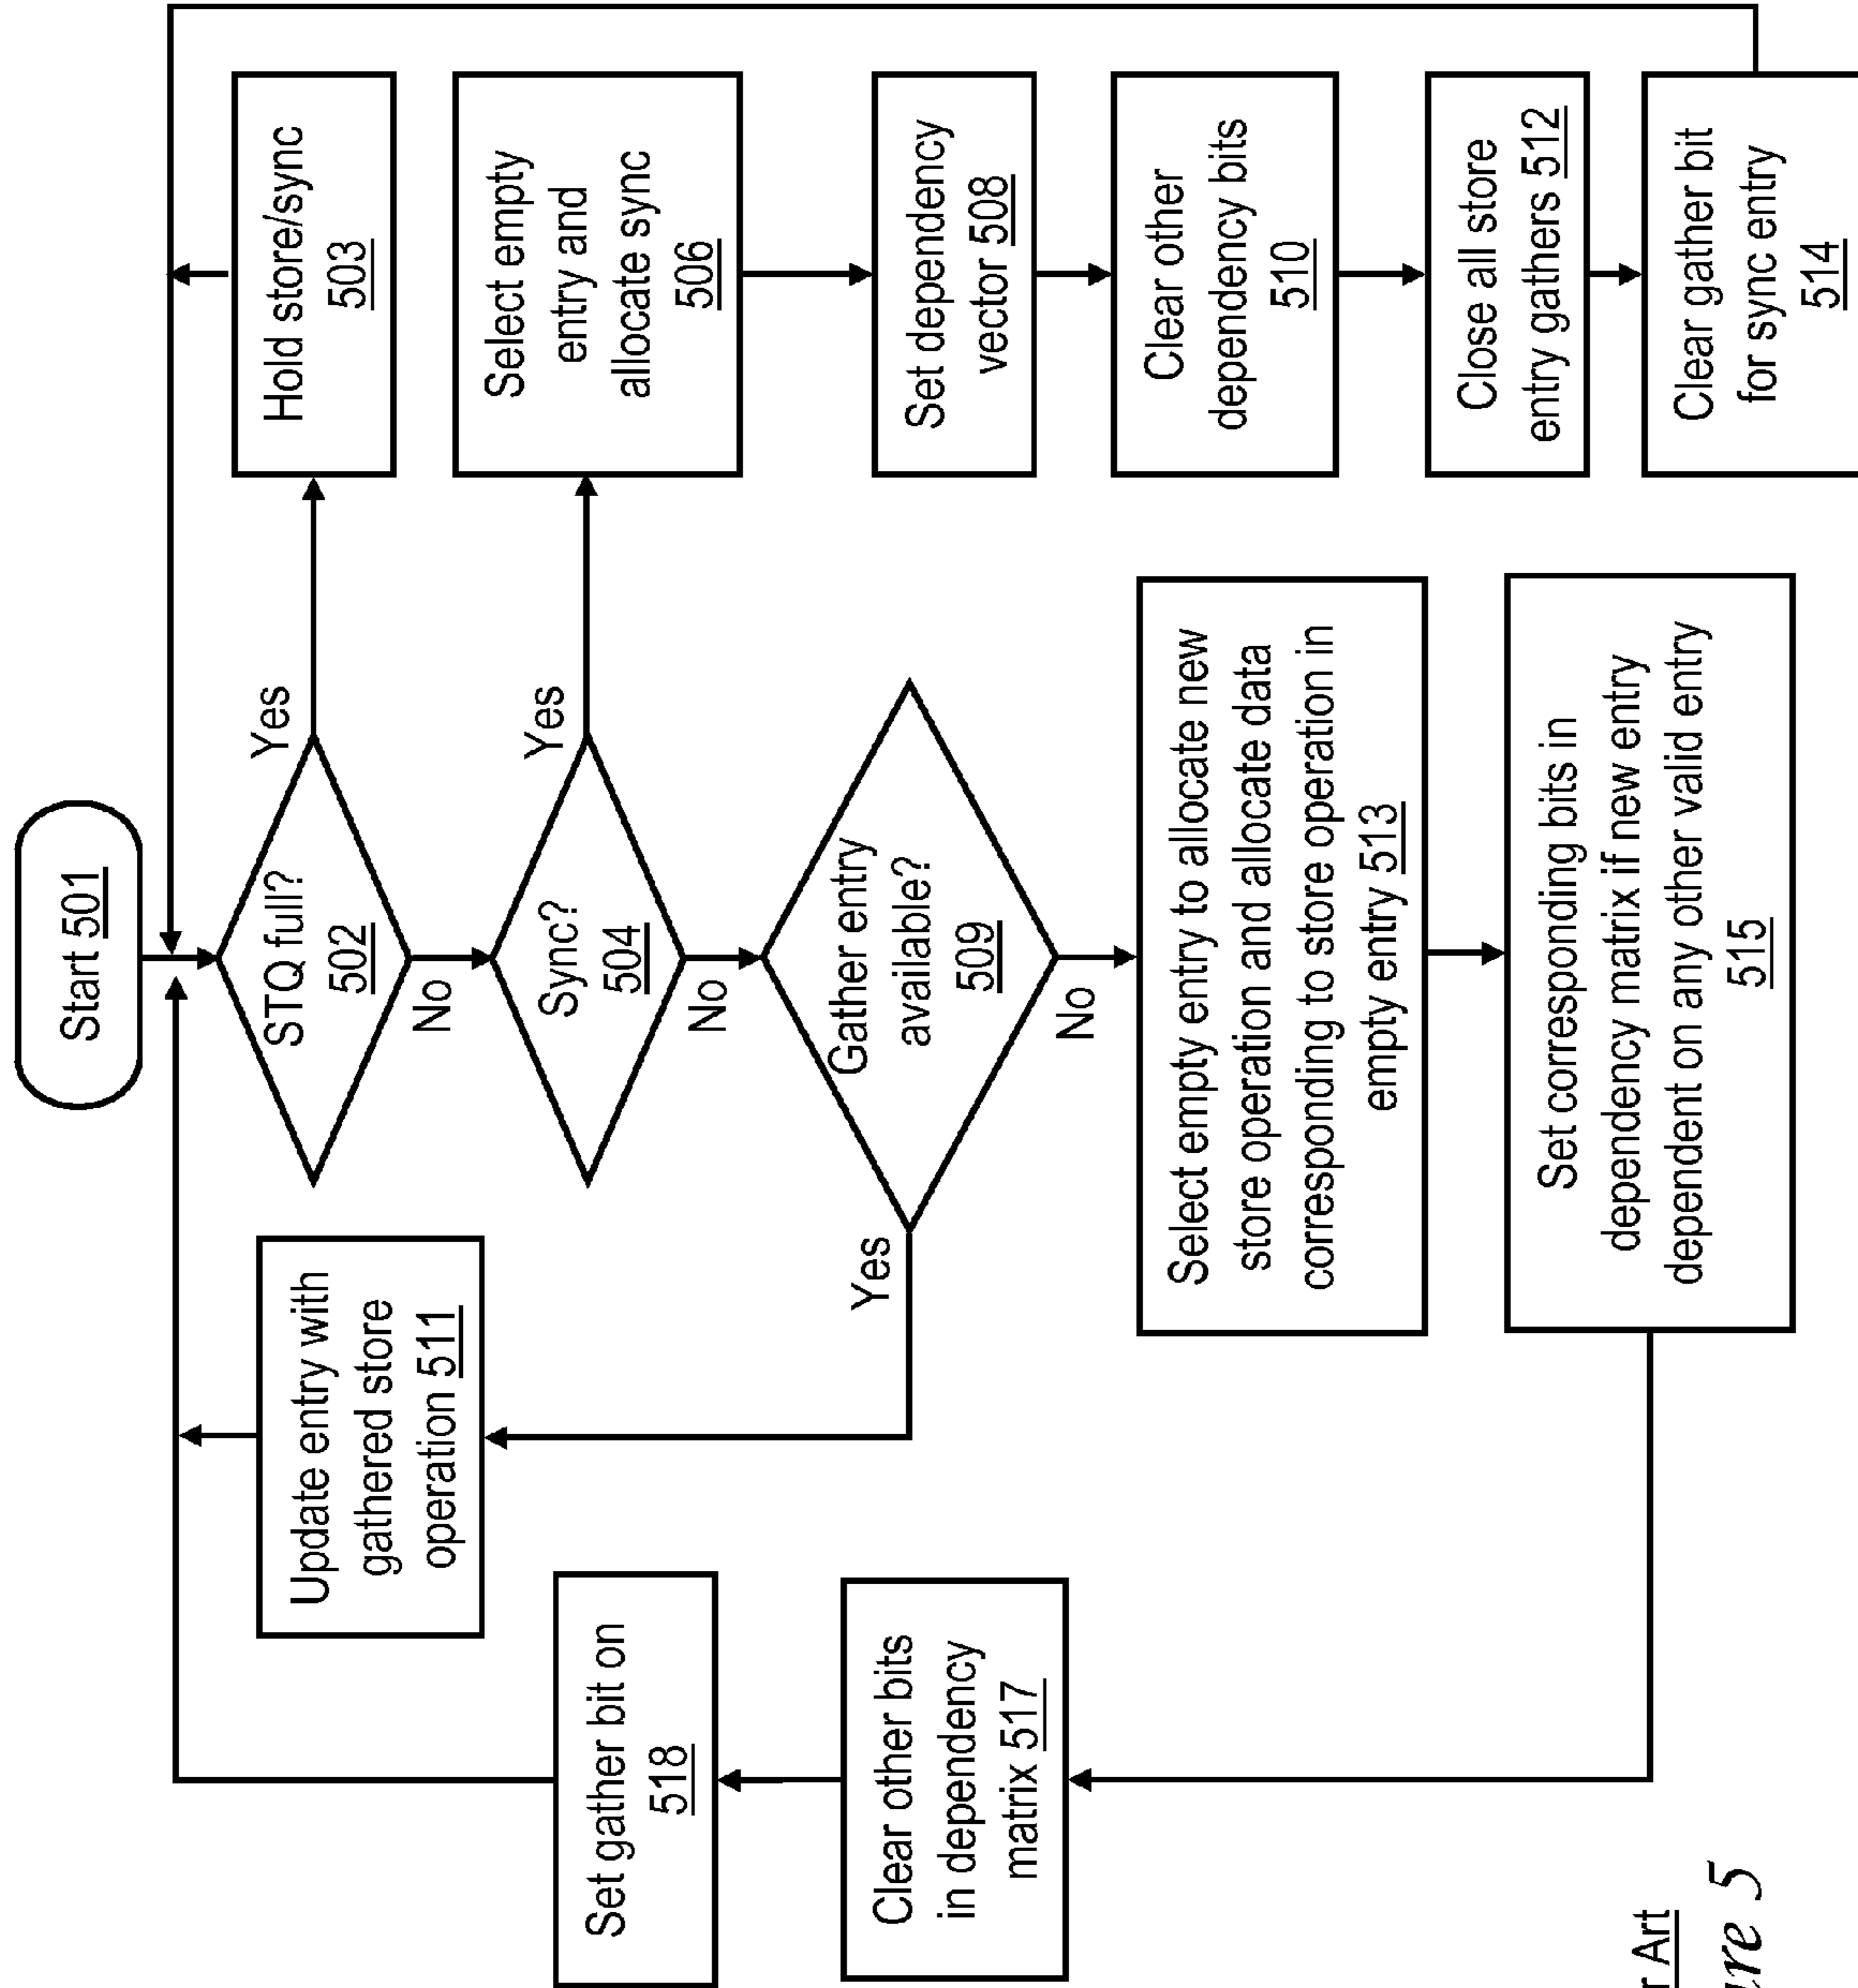 Start 501
STQ full?
502
Yes
No
Hold store/sync
503
Sync?
504
Yes
No
Select empty
entry and
allocate sync
506
Set dependency
vector 508
Clear other
dependency bits
510
Close all store
entry gathers 512
Clear gather bit
for sync entry
514
Gather entry
available?
509
Yes
No
Update entry with
gathered store
operation 511
Select empty entry to allocate new
store operation and allocate data
corresponding to store operation in
empty entry 513
Set corresponding bits in
dependency matrix if new entry
dependent on any other valid entry
515
Clear other bits
in dependency
matrix 517
Set gather bit on
518
Art
5